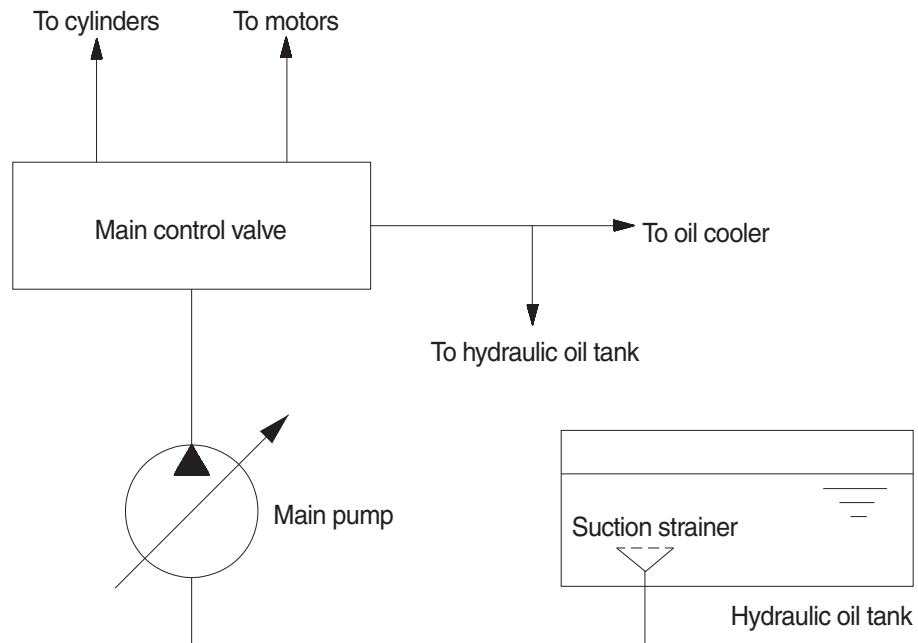 To cylinders
To motors
Main control valve
To oil cooler
To hydraulic oil tank
Main pump
Suction strainer
Hydraulic oil tank